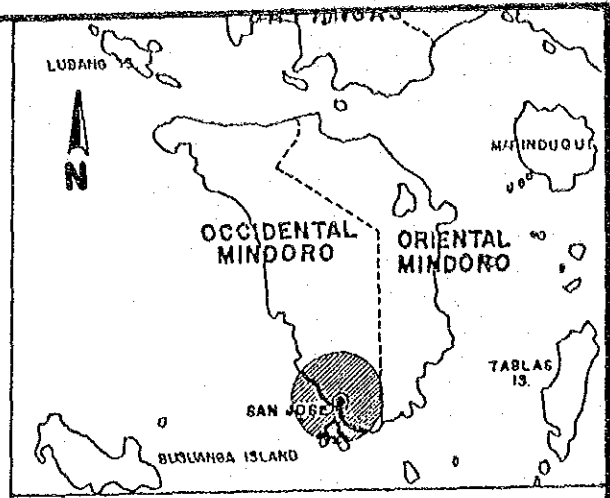 LUBANG IS.
MARINDUQUE
N
OCCIDENTAL
MINDORO
ORIENTAL
MINDORO
TABLAS
IS.
SAN JOSE
BUSUANGA ISLAND